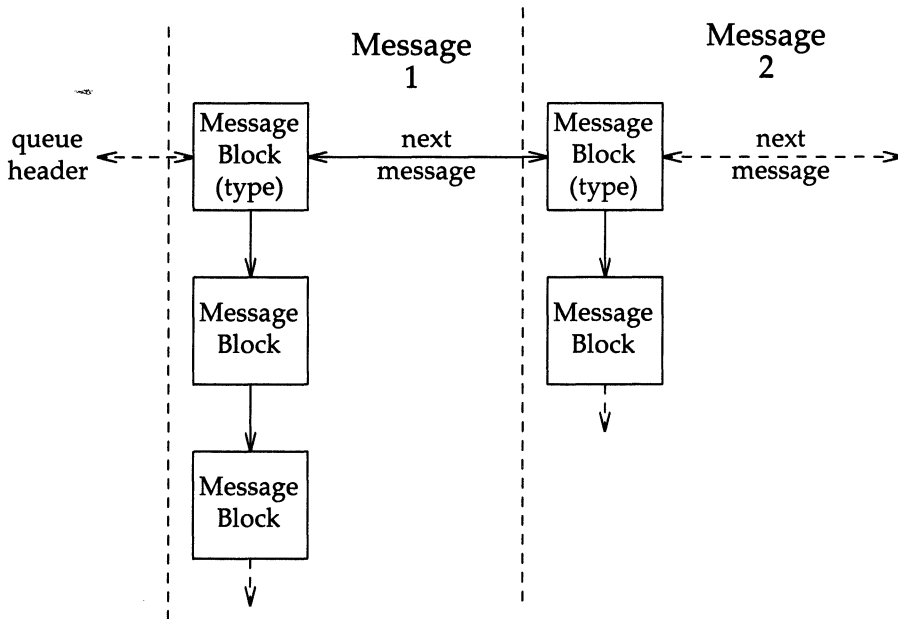 Message
1
Message
2
queue
header
Message
Block
(type)
next
message
Message
Block
(type)
next
message
Message
Block
Message
Block
Message
Block